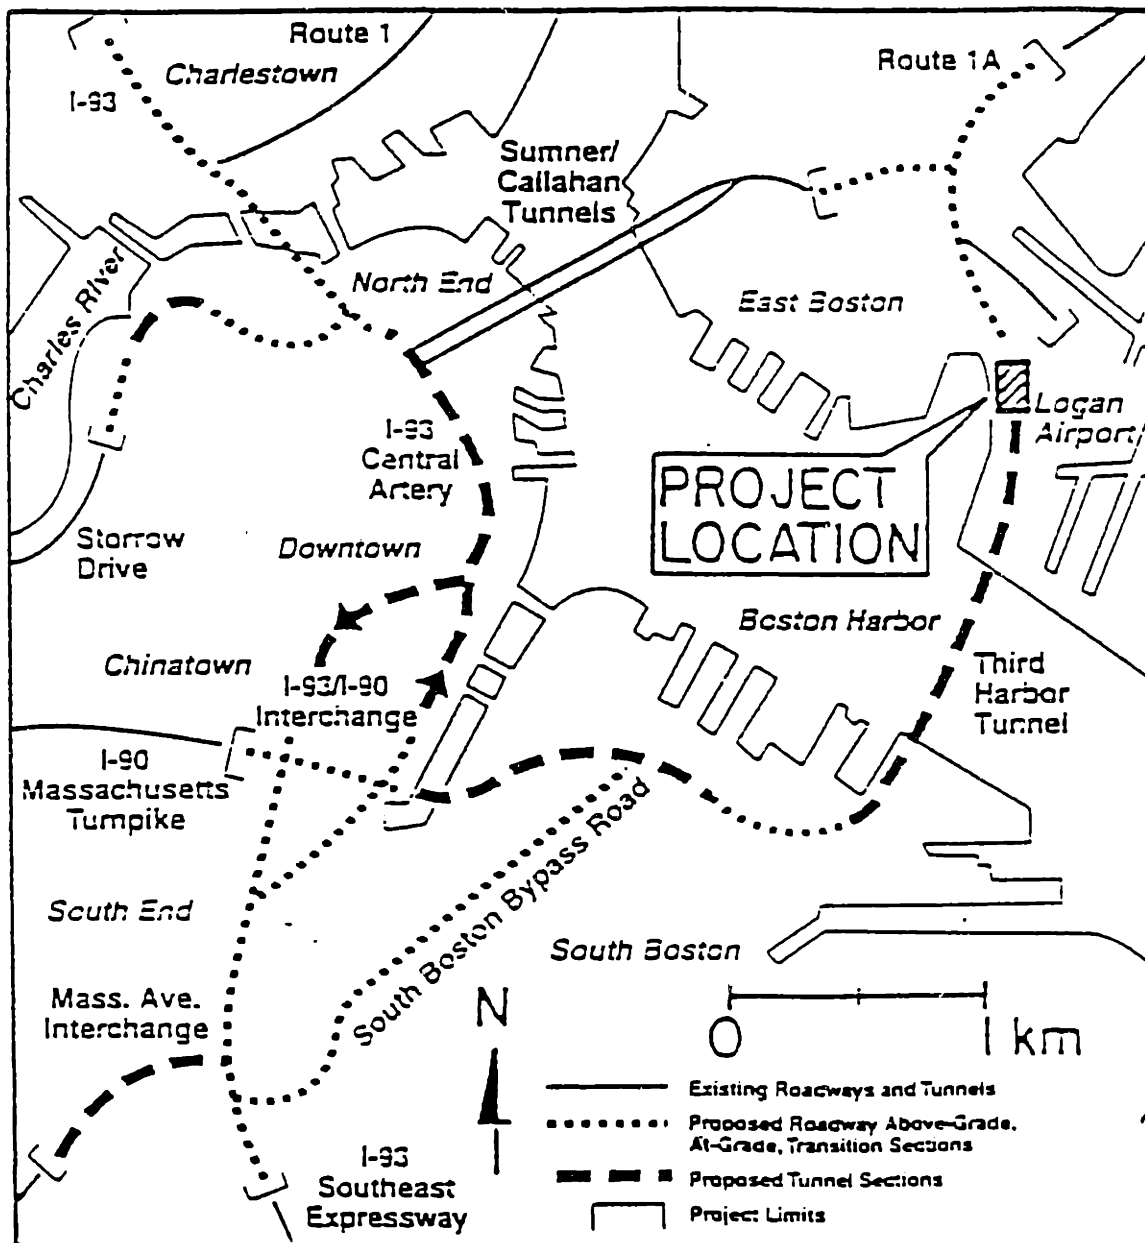 Route 1
Charlestown
I-93
Route 1A
Sumner/
Callahan
Tunnels
Charles River
North End
East Boston
I-93
Central
Artery
Logan
Airport
PROJECT
LOCATION
Storrow
Drive
Downtown
Boston Harbor
Chinatown
I-93/I-90
Interchange
Third
Harbor
Tunnel
I-90
Massachusetts
Turnpike
South Boston Bypass Road
South End
South Boston
Mass. Ave.
Interchange
N
0 1 km
Existing Roadways and Tunnels
Proposed Roadway Above-Grade,
At-Grade, Transition Sections
Proposed Tunnel Sections
Project Limits
I-93
Southeast
Expressway